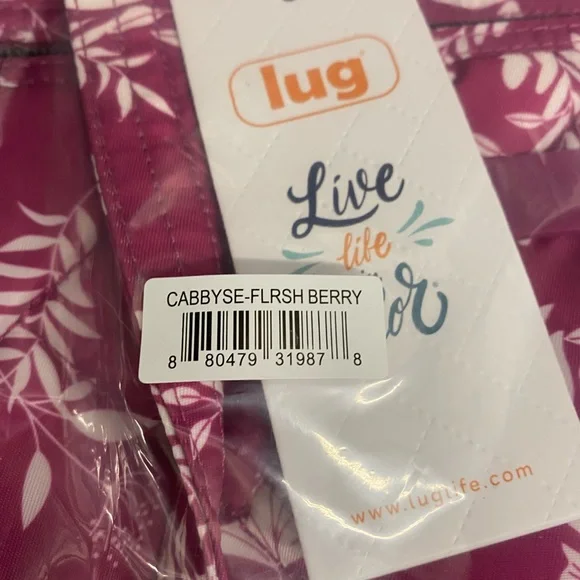 lug
Live
life
CABBYSE-FLRSH BERRY
8 80479 31987 8
www.luglife.com